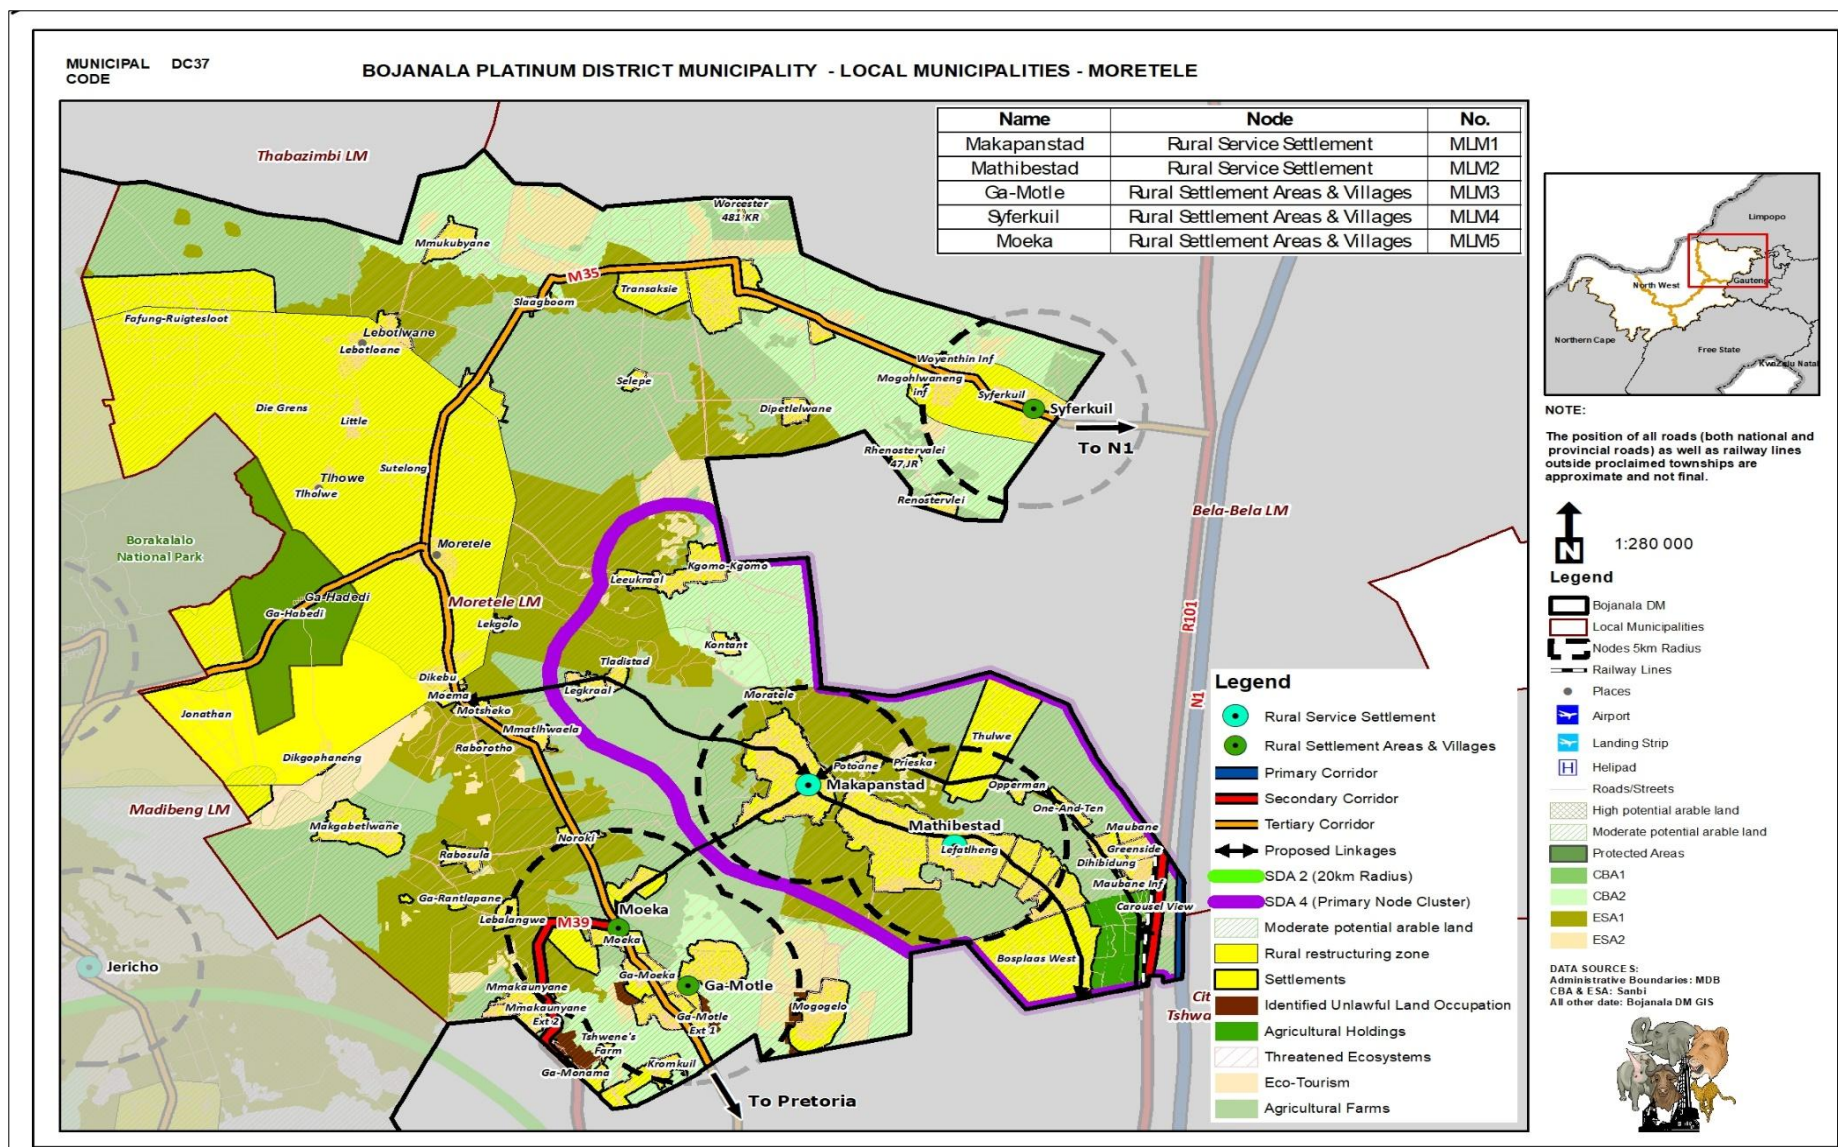 MUNICIPAL CODE DC37
BOJANALA PLATINUM DISTRICT MUNICIPALITY - LOCAL MUNICIPALITIES - MORETELE
Name Node No.
Makapanstad Rural Service Settlement MLM1
Mathibestad Rural Service Settlement MLM2
Ga-Motle Rural Settlement Areas & Villages MLM3
Syferkuil Rural Settlement Areas & Villages MLM4
Moeka Rural Settlement Areas & Villages MLM5
Thabazimbi LM
Worcester
481 KR
Mmukubyane
M35
Slaagboom
Transaksie
Fafung-Ruigtesloot
Lebotlwane
Lebotloane
Woyenthin Inf
Mogohlwaneng
inf
Syferkuil
Syferkuil
Selepe
Dipetlelwane
Die Grens
Little
To N1
Rhenostervalei
47 JR
Sutelong
Tlhowe
Tlholwe
Renostervlei
Bela-Bela LM
Borakalalo
National Park
Moretele
Kgomo-Kgomo
Leeukraal
Ga-Hadedi
Ga-Habedi
Moretele LM
Lekgolo
R101
Kontant
Tladistad
Dikebu
Legkraal
Moema
Moratele
N1
Jonathan
Motsheko
Mmatlhwaela
Raborotho
Thulwe
Dikgophaneng
Potoane
Prieska
Makapanstad
Opperman
Madibeng LM
One-And-Ten
Makgabetlwane
Mathibestad
Maubane
Noroki
Lefatlheng
Greenside
Rabosula
Dihibidung
Maubane Inf
Ga-Rantlapane
Moeka
Carousel View
Lebalangwe
M39
Moeka
Bosplaas West
Jericho
Ga-Moeka
Mmakaunyane
Ga-Motle
Cit
Mmakaunyane
Ext 2
Mogogelo
Tshwa
Ga-Motle
Ext 1
Tshwene's
Farm
Kromkuil
Ga-Monama
To Pretoria
Legend
Rural Service Settlement
Rural Settlement Areas & Villages
Primary Corridor
Secondary Corridor
Tertiary Corridor
Proposed Linkages
SDA 2 (20km Radius)
SDA 4 (Primary Node Cluster)
Moderate potential arable land
Rural restructuring zone
Settlements
Identified Unlawful Land Occupation
Agricultural Holdings
Threatened Ecosystems
Eco-Tourism
Agricultural Farms
Limpopo
North West
Gauteng
Northern Cape
Free State
KwaZulu Natal
NOTE:
The position of all roads (both national and
provincial roads) as well as railway lines
outside proclaimed townships are
approximate and not final.
N
1:280 000
Legend
Bojanala DM
Local Municipalities
Nodes 5km Radius
Railway Lines
Places
Airport
Landing Strip
H Helipad
Roads/Streets
High potential arable land
Moderate potential arable land
Protected Areas
CBA1
CBA2
ESA1
ESA2
DATA SOURCES:
Administrative Boundaries: MDB
CBA & ESA: Sanbi
All other date: Bojanala DM GIS